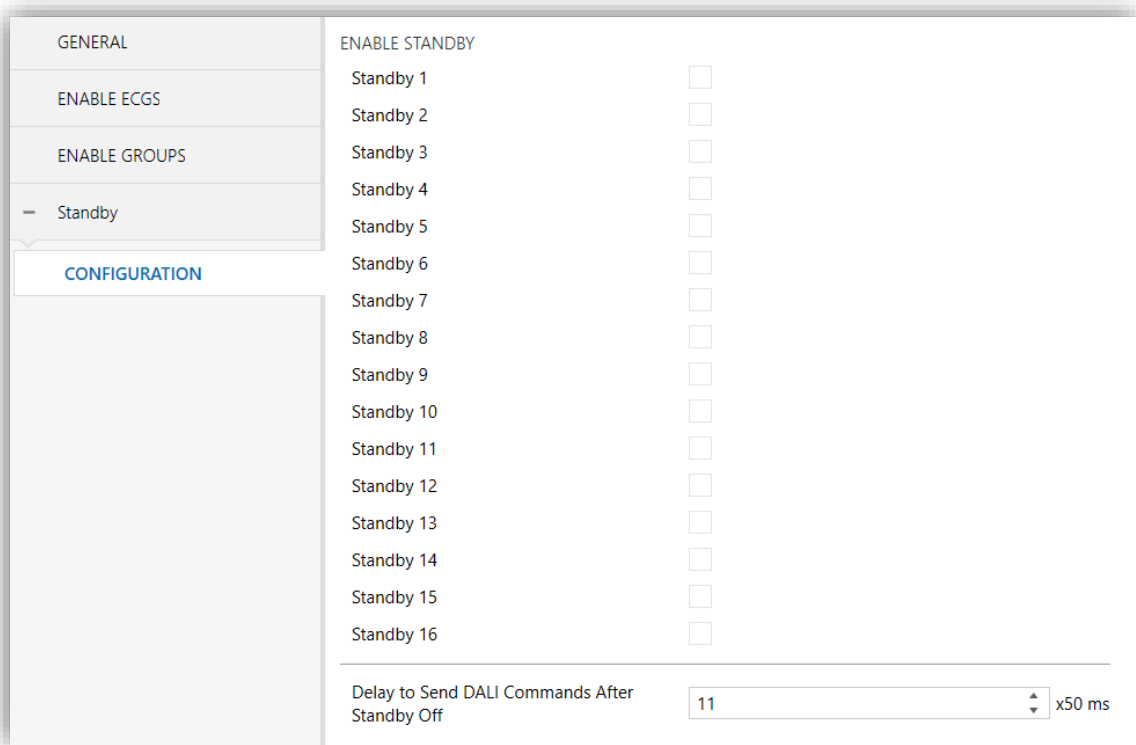 GENERAL
ENABLE ECGS
ENABLE GROUPS
Standby
CONFIGURATION
ENABLE STANDBY
Standby 1
Standby 2
Standby 3
Standby 4
Standby 5
Standby 6
Standby 7
Standby 8
Standby 9
Standby 10
Standby 11
Standby 12
Standby 13
Standby 14
Standby 15
Standby 16
Delay to Send DALI Commands After
Standby Off
11 x50 ms